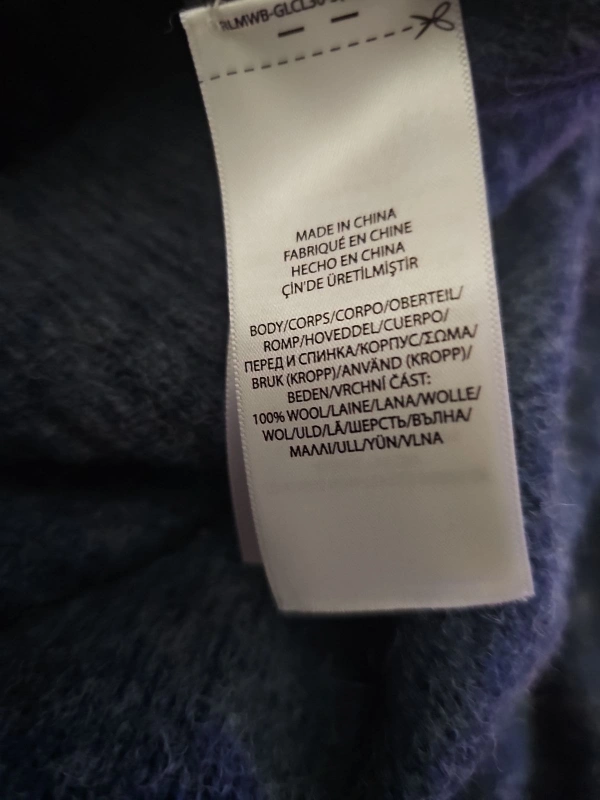 MADE IN CHINA
FABRIQUÉ EN CHINE
HECHO EN CHINA
ÇİN'DE ÜRETİLMİŞTİR
BODY/CORPS/CORPO/OBERTEIL/
ROMP/HOVEDDEL/CUERPO/
ПЕРЕД И СПИНКА/КОРПУС/ΣΩΜΑ/
BRUK (KROPP)/ANVÄND (KROPP)/
BEDEN/VRCHNÍ ČÁST:
100% WOOL/LAINE/LANA/WOLLE/
WOL/ULD/LÃ/ШЕРСТЬ/ВЪЛНА/
ΜΑΛΛΙ/ULL/YÜN/VLNA